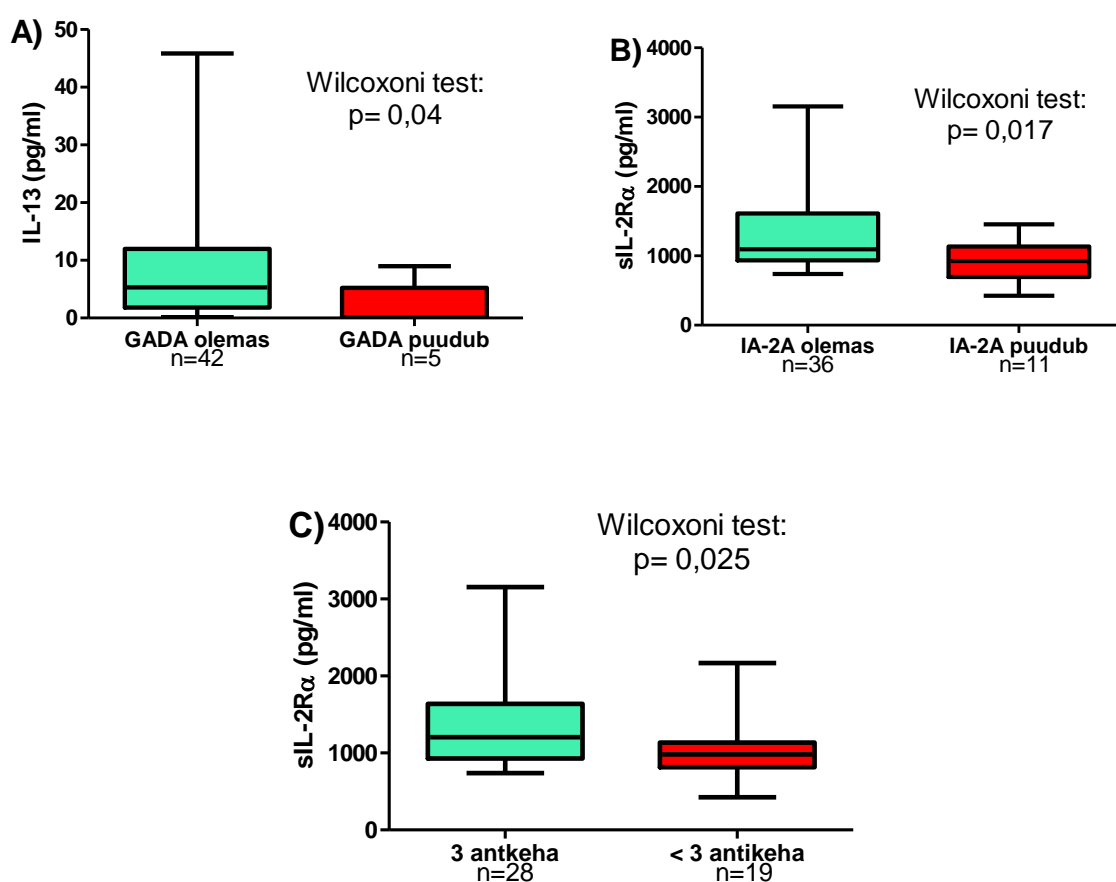 A)
50
40
30
20
10
0
IL-13 (pg/ml)
Wilcoxoni test:
p= 0,04
GADA olemas
n=42
GADA puudub
n=5
B)
4000
3000
2000
1000
0
sIL-2Rα (pg/ml)
Wilcoxoni test:
p= 0,017
IA-2A olemas
n=36
IA-2A puudub
n=11
C)
4000
3000
2000
1000
0
sIL-2Rα (pg/ml)
Wilcoxoni test:
p= 0,025
3 antkeha
n=28
< 3 antikeha
n=19